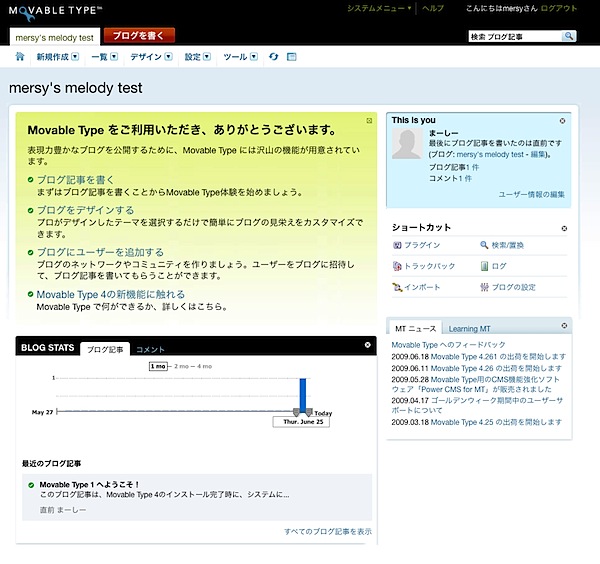 MOVABLE TYPE™
システムメニュー ▼ ヘルプ こんにちはmersyさん ログアウト
mersy's melody test
ブログを書く
検索 ブログ記事
新規作成 ▼ 一覧 ▼ デザイン ▼ 設定 ▼ ツール ▼
mersy's melody test
Movable Type をご利用いただき、ありがとうございます。
表現力豊かなブログを公開するために、Movable Type には沢山の機能が用意されてい
ます。
ブログ記事を書く
まずはブログ記事を書くことからMovable Type体験を始めましょう。
ブログをデザインする
プロがデザインしたテーマを選択するだけで簡単にブログの見栄えをカスタマイズで
きます。
ブログにユーザーを追加する
ブログのネットワークやコミュニティを作りましょう。ユーザーをブログに招待し
て、ブログ記事を書いてもらうことができます。
Movable Type 4の新機能に触れる
Movable Type で何ができるか、詳しくはこちら。
BLOG STATS ブログ記事 コメント
1 mo – 2 mo – 4 mo
1
May 27
Today
Thur. June 25
最近のブログ記事
Movable Type 1 へようこそ！
このブログ記事は、Movable Type 4のインストール完了時に、システムに...
直前 まーしー
すべてのブログ記事を表示
This is you
まーしー
最後にブログ記事を書いたのは直前です
(ブログ: mersy's melody test - 編集)。
ブログ記事1 件
コメント1 件
ユーザー情報の編集
ショートカット
プラグイン 検索/置換
トラックバック ログ
インポート ブログの設定
MT ニュース Learning MT
Movable Type へのフィードバック
2009.06.18 Movable Type 4.261 の出荷を開始します
2009.06.11 Movable Type 4.26 の出荷を開始します
2009.05.28 Movable Type用のCMS機能強化ソフト
ウェア「Power CMS for MT」が販売されました
2009.04.17 ゴールデンウィーク期間中のユーザーサ
ポートについて
2009.03.18 Movable Type 4.25 の出荷を開始します